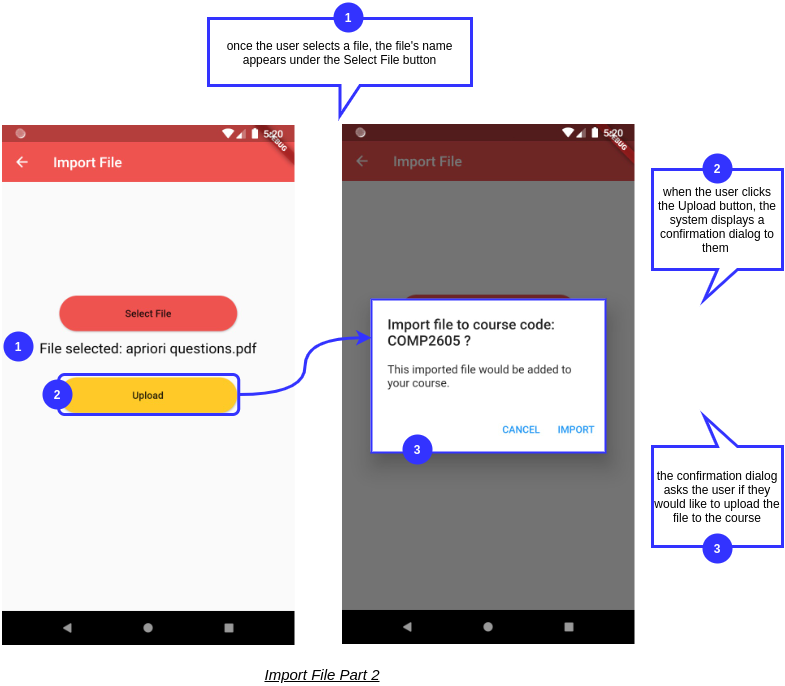 1
once the user selects a file, the file's name
appears under the Select File button
5:20
DEBUG
Import File
Select File
1
File selected: apriori questions.pdf
2
Upload
5:20
BUG
Import File
Import file to course code:
COMP2605 ?
This imported file would be added to
your course.
CANCEL IMPORT
3
2
when the user clicks
the Upload button, the
system displays a
confirmation dialog to
them
the confirmation dialog
asks the user if they
would like to upload the
file to the course
3
Import File Part 2